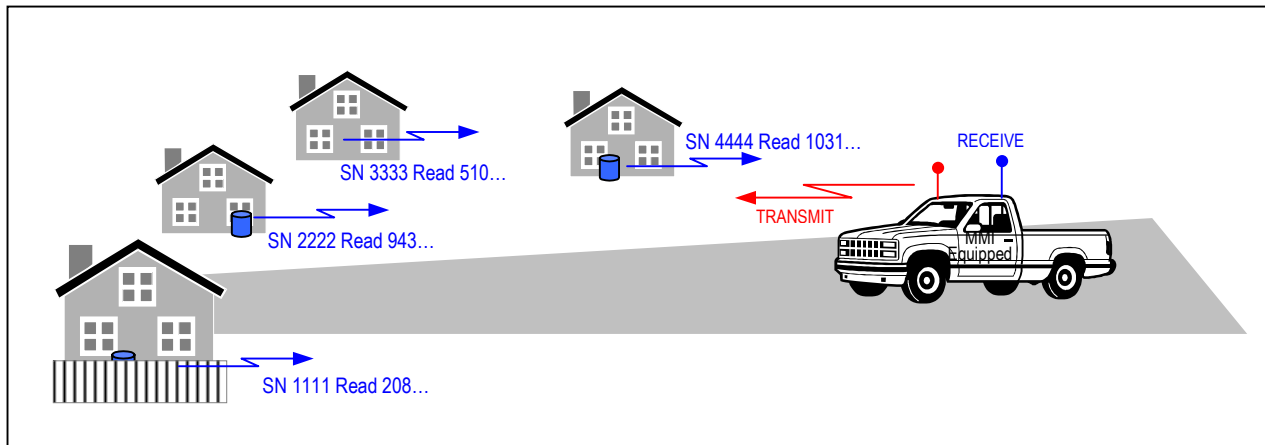 SN 4444 Read 1031…
RECEIVE
SN 3333 Read 510…
TRANSMIT
SN 2222 Read 943…
MMI
Equipped
SN 1111 Read 208…